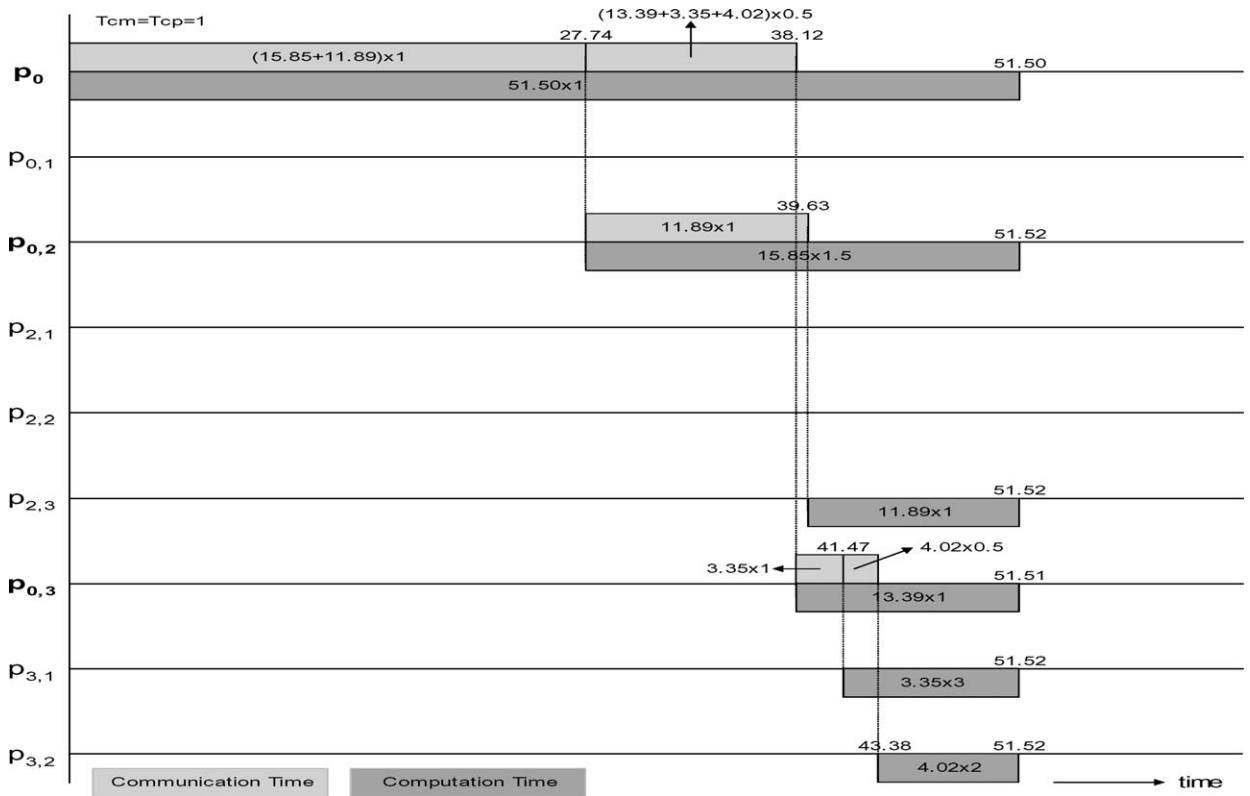 Tcm=Tcp=1
(13.39+3.35+4.02)x0.5
27.74
38.12
(15.85+11.89)x1
p0
51.50
51.50x1
p0,1
39.63
11.89x1
p0,2
51.52
15.85x1.5
p2,1
p2,2
p2,3
51.52
11.89x1
41.47
4.02x0.5
3.35x1
p0,3
51.51
13.39x1
p3,1
51.52
3.35x3
p3,2
43.38
51.52
4.02x2
Communication Time
Computation Time
time